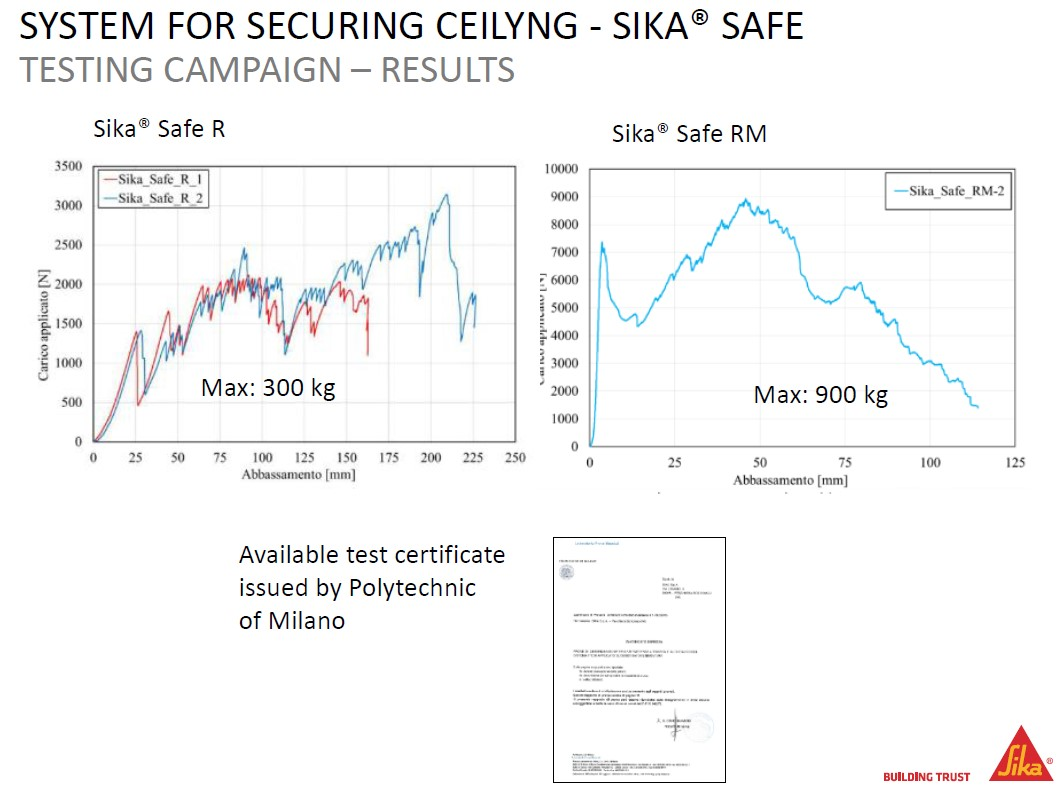 SYSTEM FOR SECURING CEILYNG - SIKA® SAFE
TESTING CAMPAIGN – RESULTS
Sika® Safe R
3500
3000
2500
2000
1500
1000
500
0
Carico applicato [N]
Sika_Safe_R_1
Sika_Safe_R_2
Max: 300 kg
0 25 50 75 100 125 150 175 200 225 250
Abbassamento [mm]
Sika® Safe RM
10000
9000
8000
7000
6000
5000
4000
3000
2000
1000
0
Carico applicato [N]
Sika_Safe_RM-2
Max: 900 kg
0 25 50 75 100 125
Abbassamento [mm]
Available test certificate
issued by Polytechnic
of Milano
BUILDING TRUST
Sika®